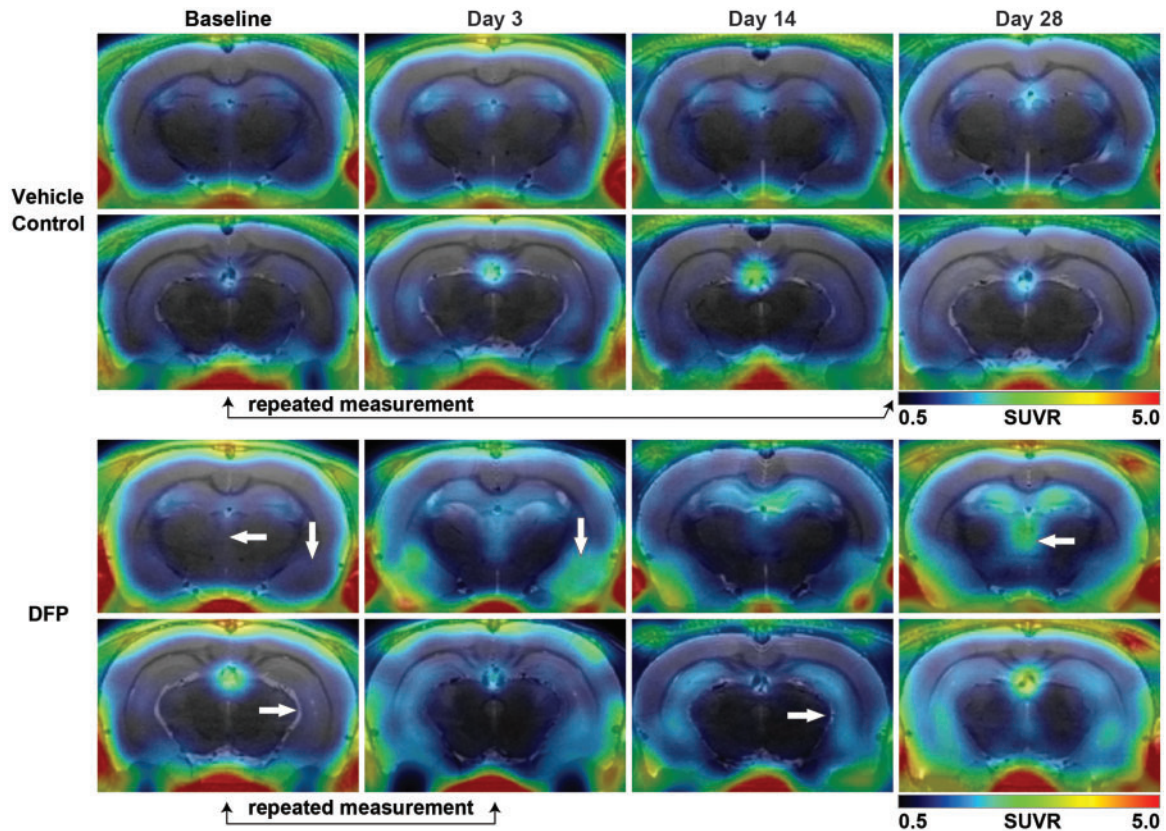 Baseline Day 3 Day 14 Day 28
Vehicle
Control
repeated measurement
0.5 SUVR 5.0
DFP
repeated measurement
0.5 SUVR 5.0